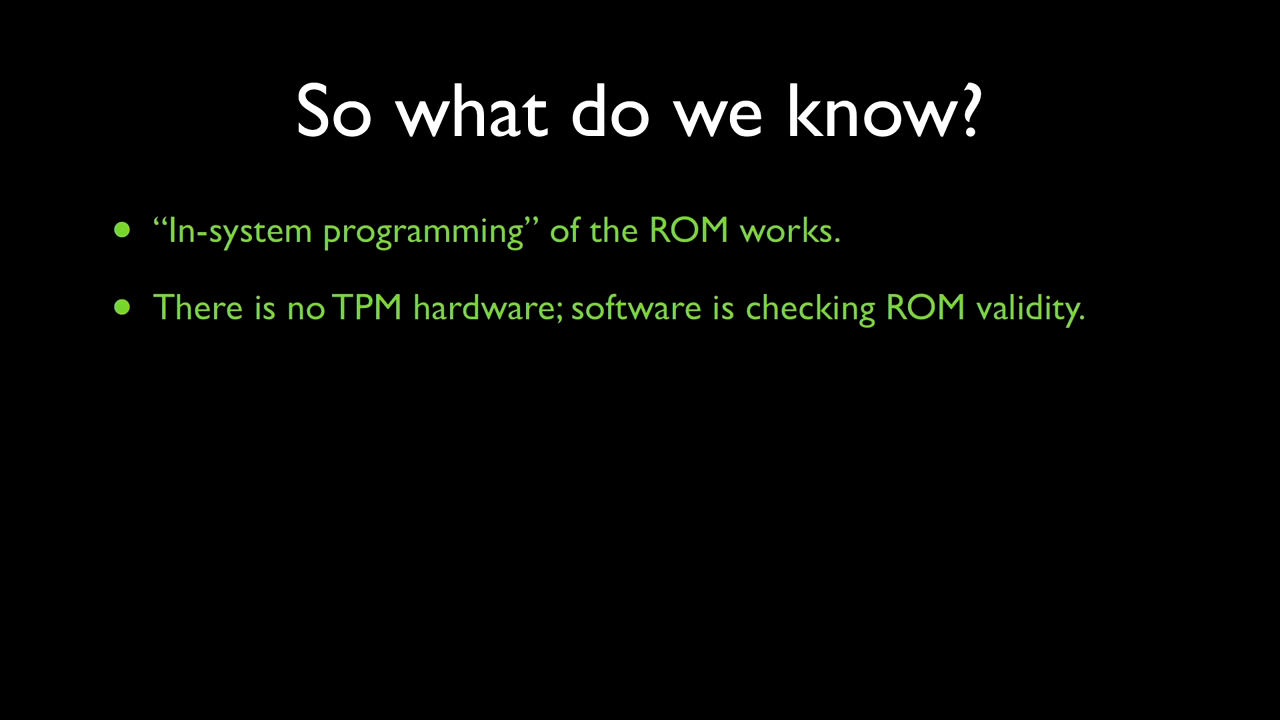 So what do we know?
• “In-system programming” of the ROM works.
• There is no TPM hardware; software is checking ROM validity.